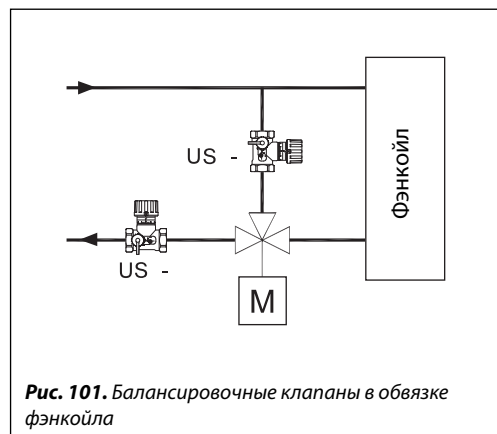 Фэнкойл
US -
US -
M
Рис. 101. Балансировочные клапаны в обвязке
фэнкойла